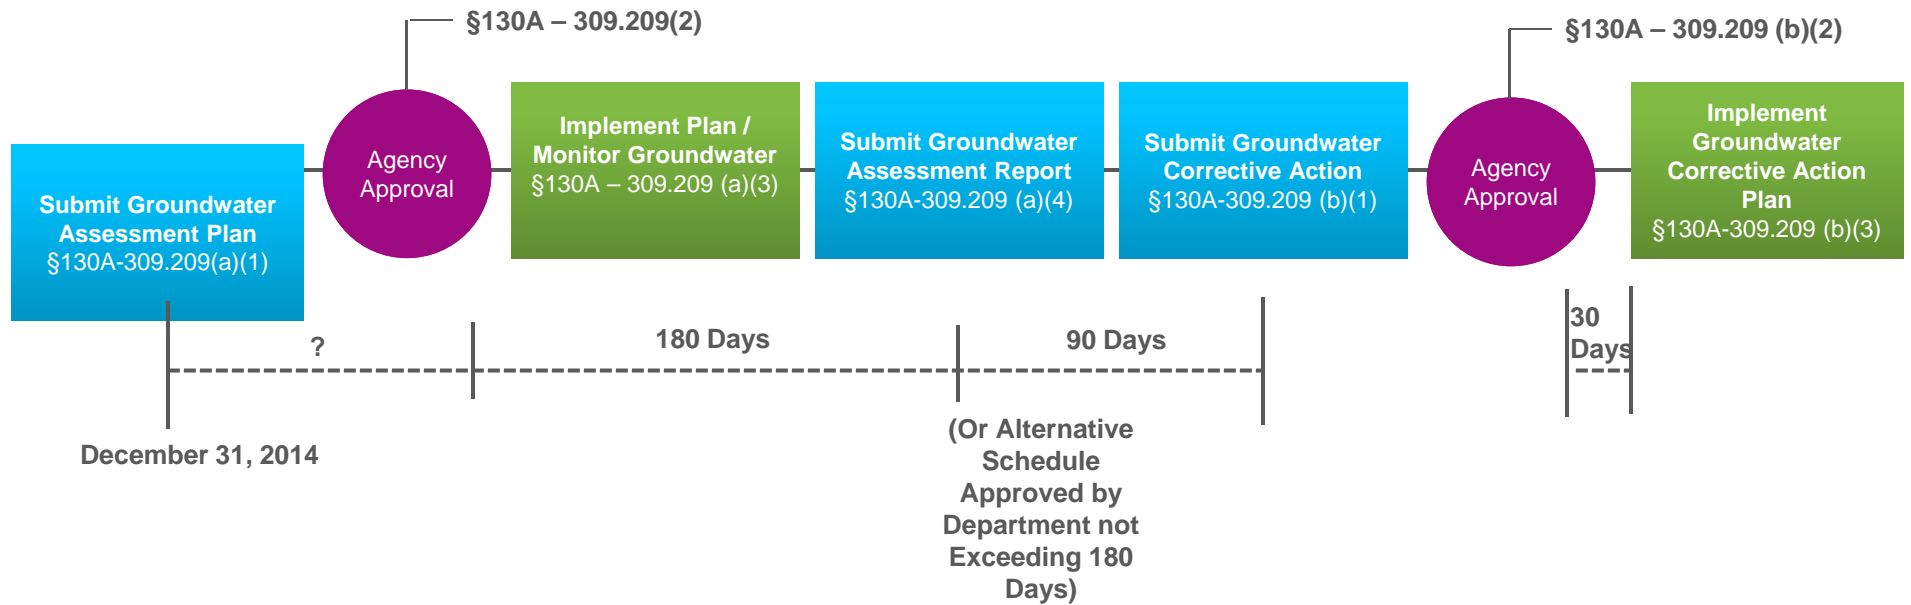 §130A – 309.209(2)
§130A – 309.209 (b)(2)
Submit Groundwater
Assessment Plan
§130A-309.209(a)(1)
Agency
Approval
Implement Plan /
Monitor Groundwater
§130A – 309.209 (a)(3)
Submit Groundwater
Assessment Report
§130A-309.209 (a)(4)
Submit Groundwater
Corrective Action
§130A-309.209 (b)(1)
Agency
Approval
Implement
Groundwater
Corrective Action
Plan
§130A-309.209 (b)(3)
?
180 Days
90 Days
30
Days
December 31, 2014
(Or Alternative
Schedule
Approved by
Department not
Exceeding 180
Days)